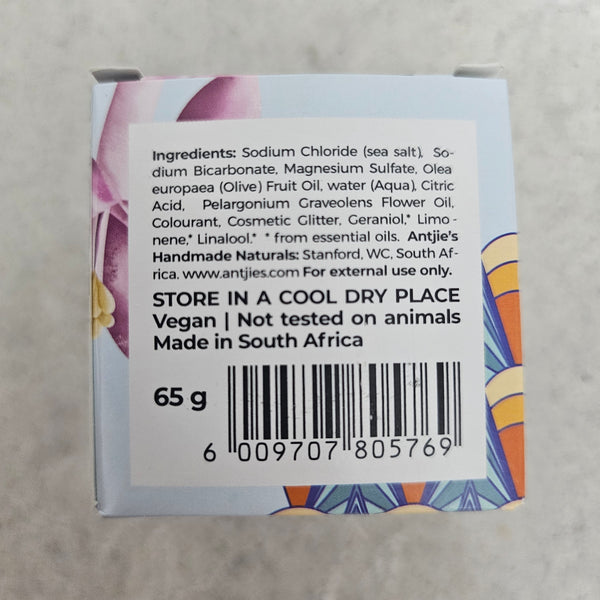 Ingredients: Sodium Chloride (sea salt), So-
dium Bicarbonate, Magnesium Sulfate, Olea
europaea (Olive) Fruit Oil, water (Aqua), Citric
Acid, Pelargonium Graveolens Flower Oil,
Colourant, Cosmetic Glitter, Geraniol,* Limo-
nene,* Linalool.* * from essential oils. Antjie's
Handmade Naturals: Stanford, WC, South Af-
rica. www.antjies.com For external use only.
STORE IN A COOL DRY PLACE
Vegan | Not tested on animals
Made in South Africa
65 g
6 009707 805769